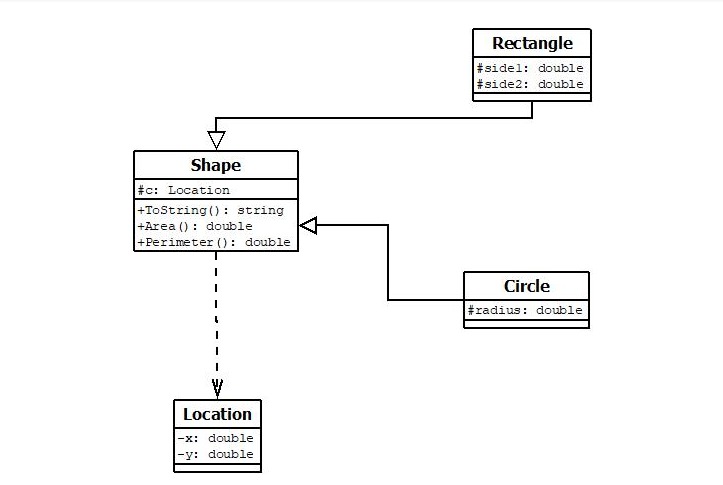 Rectangle
#side1: double
#side2: double
Shape
#c: Location
+ToString(): string
+Area(): double
+Perimeter(): double
Circle
#radius: double
Location
-x: double
-y: double